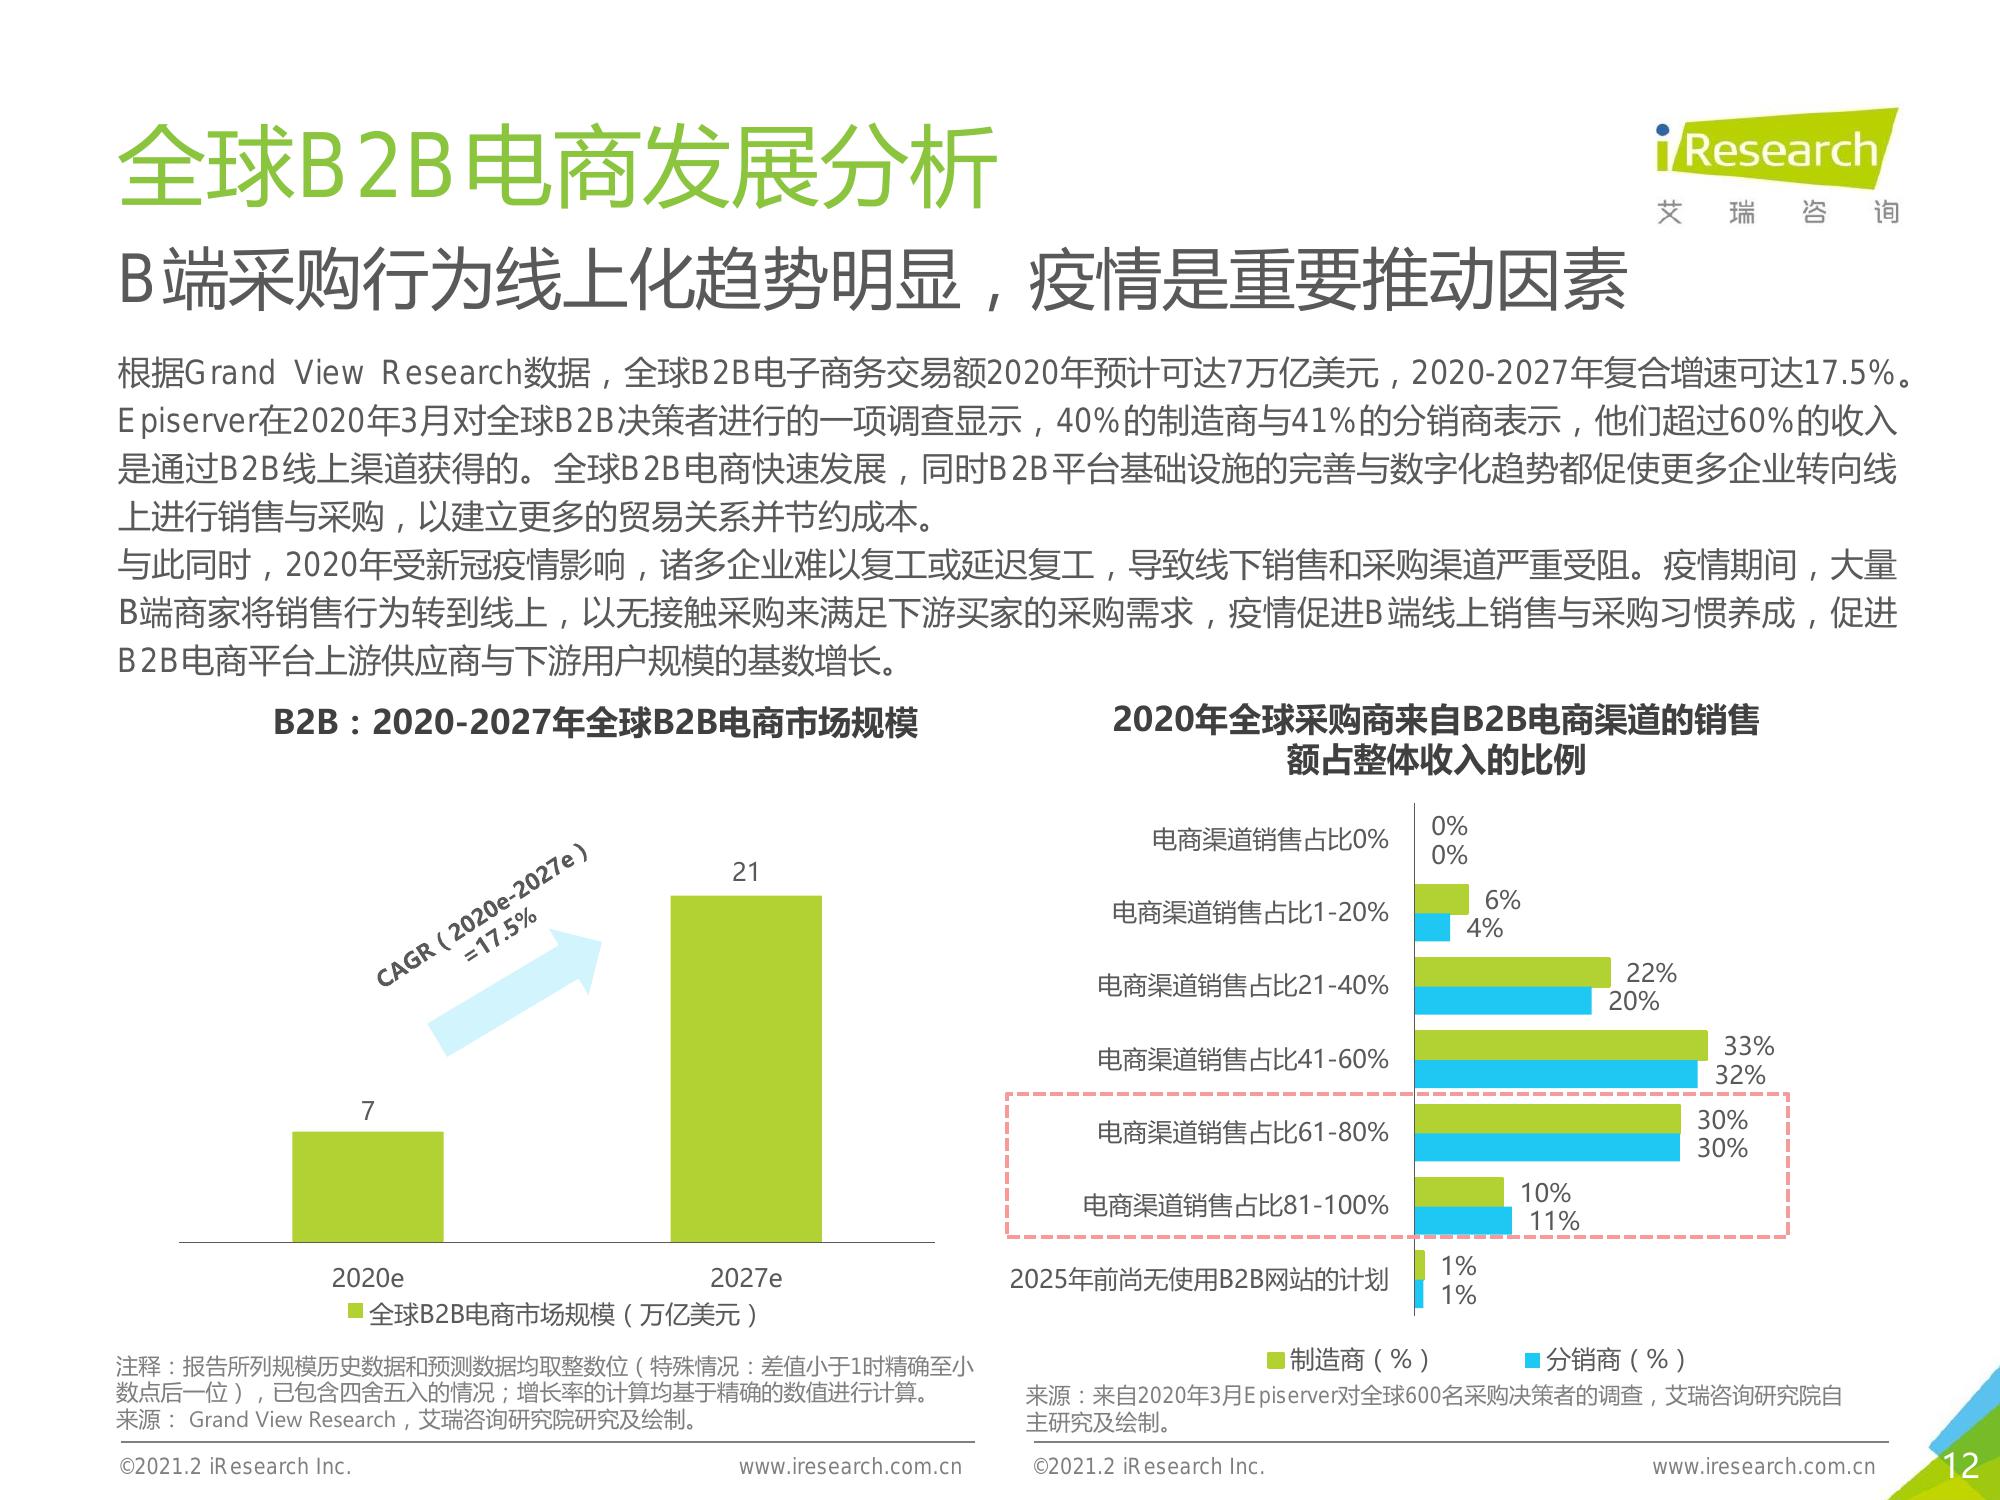 全球B2B电商发展分析
iResearch
艾瑞咨询
B端采购行为线上化趋势明显，疫情是重要推动因素
根据Grand View Research数据，全球B2B电子商务交易额2020年预计可达7万亿美元，2020-2027年复合增速可达17.5%。
Episerver在2020年3月对全球B2B决策者进行的一项调查显示，40%的制造商与41%的分销商表示，他们超过60%的收入
是通过B2B线上渠道获得的。全球B2B电商快速发展，同时B2B平台基础设施的完善与数字化趋势都促使更多企业转向线
上进行销售与采购，以建立更多的贸易关系并节约成本。
与此同时，2020年受新冠疫情影响，诸多企业难以复工或延迟复工，导致线下销售和采购渠道严重受阻。疫情期间，大量
B端商家将销售行为转到线上，以无接触采购来满足下游买家的采购需求，疫情促进B端线上销售与采购习惯养成，促进
B2B电商平台上游供应商与下游用户规模的基数增长。
B2B：2020-2027年全球B2B电商市场规模
CAGR（2020e-2027e）
=17.5%
7
21
2020e
2027e
全球B2B电商市场规模（万亿美元）
注释：报告所列规模历史数据和预测数据均取整数位（特殊情况：差值小于1时精确至小
数点后一位），已包含四舍五入的情况；增长率的计算均基于精确的数值进行计算。
来源： Grand View Research，艾瑞咨询研究院研究及绘制。
2020年全球采购商来自B2B电商渠道的销售
额占整体收入的比例
电商渠道销售占比0%
0%
0%
电商渠道销售占比1-20%
6%
4%
电商渠道销售占比21-40%
22%
20%
电商渠道销售占比41-60%
33%
32%
电商渠道销售占比61-80%
30%
30%
电商渠道销售占比81-100%
10%
11%
2025年前尚无使用B2B网站的计划
1%
1%
制造商（%）
分销商（%）
来源：来自2020年3月Episerver对全球600名采购决策者的调查，艾瑞咨询研究院自
主研究及绘制。
©2021.2 iResearch Inc.
www.iresearch.com.cn
©2021.2 iResearch Inc.
www.iresearch.com.cn
12